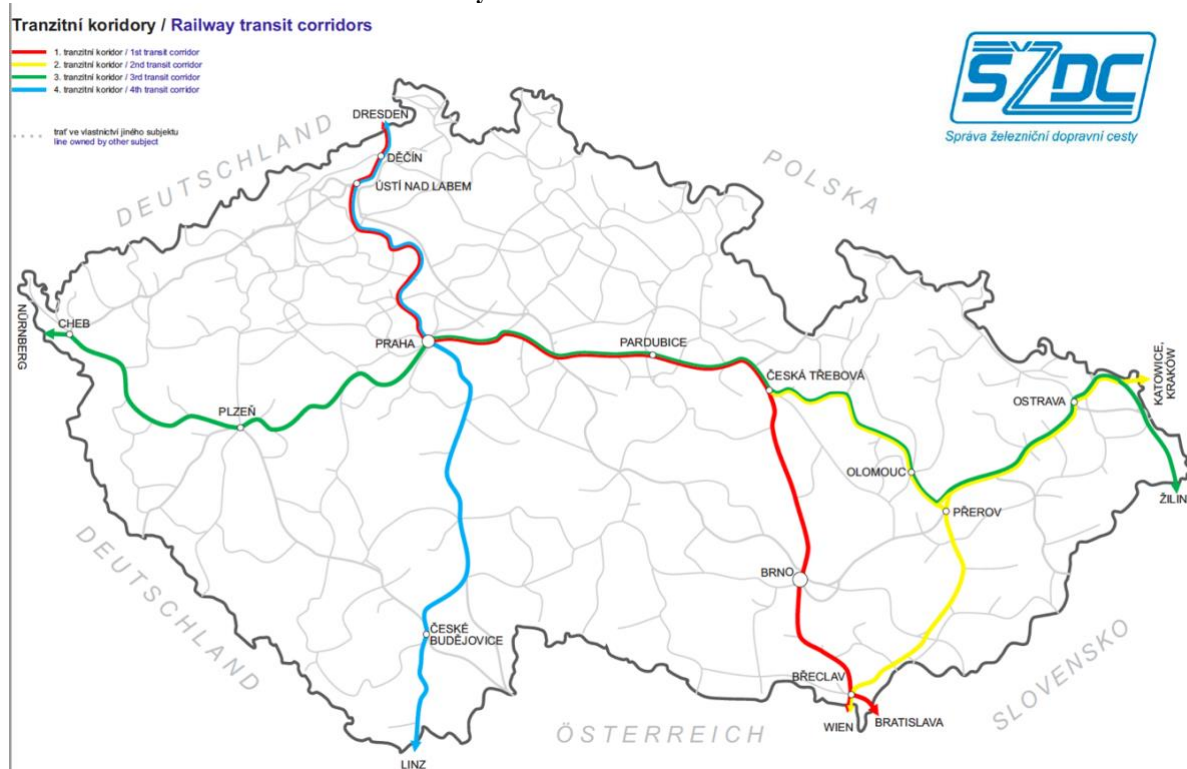 Tranzitní koridory / Railway transit corridors
1. tranzitní koridor / 1st transit corridor
2. tranzitní koridor / 2nd transit corridor
3. tranzitní koridor / 3rd transit corridor
4. tranzitní koridor / 4th transit corridor
trať ve vlastnictví jiného subjektu
line owned by other subject
SŽDC
Správa železniční dopravní cesty
DEUTSCHLAND
POLSKA
DRESDEN
DĚČÍN
ÚSTÍ NAD LABEM
NÜRNBERG
CHEB
PRAHA
PARDUBICE
ČESKÁ TŘEBOVÁ
KATOWICE,
KRAKÓW
PLZEŇ
OSTRAVA
OLOMOUC
ŽILIN
PŘEROV
DEUTSCHLAND
BRNO
ČESKÉ
BUDĚJOVICE
SLOVENSKO
BŘECLAV
WIEN
BRATISLAVA
ÖSTERREICH
LINZ